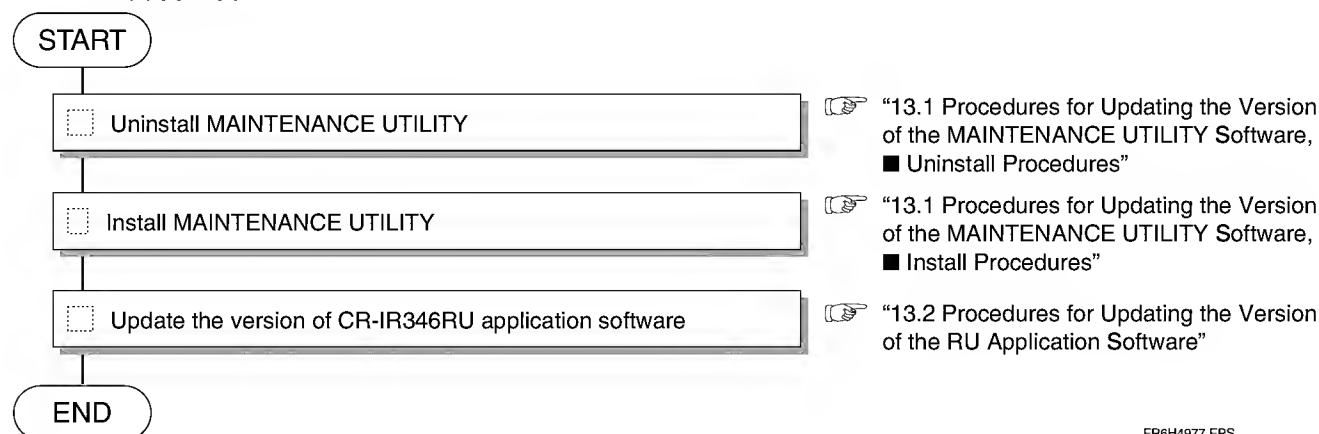 START
Uninstall MAINTENANCE UTILITY
"13.1 Procedures for Updating the Version
of the MAINTENANCE UTILITY Software,
■ Uninstall Procedures"
Install MAINTENANCE UTILITY
"13.1 Procedures for Updating the Version
of the MAINTENANCE UTILITY Software,
■ Install Procedures"
Update the version of CR-IR346RU application software
"13.2 Procedures for Updating the Version
of the RU Application Software"
END